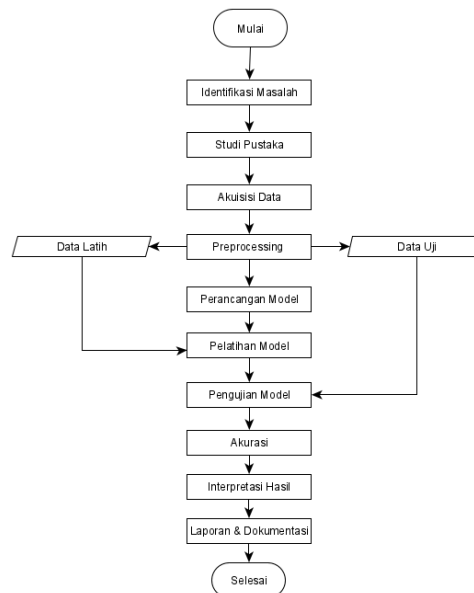 Mulai
Identifikasi Masalah
Studi Pustaka
Akuisisi Data
Data Latih
Preprocessing
Data Uji
Perancangan Model
Pelatihan Model
Pengujian Model
Akurasi
Interpretasi Hasil
Laporan & Dokumentasi
Selesai